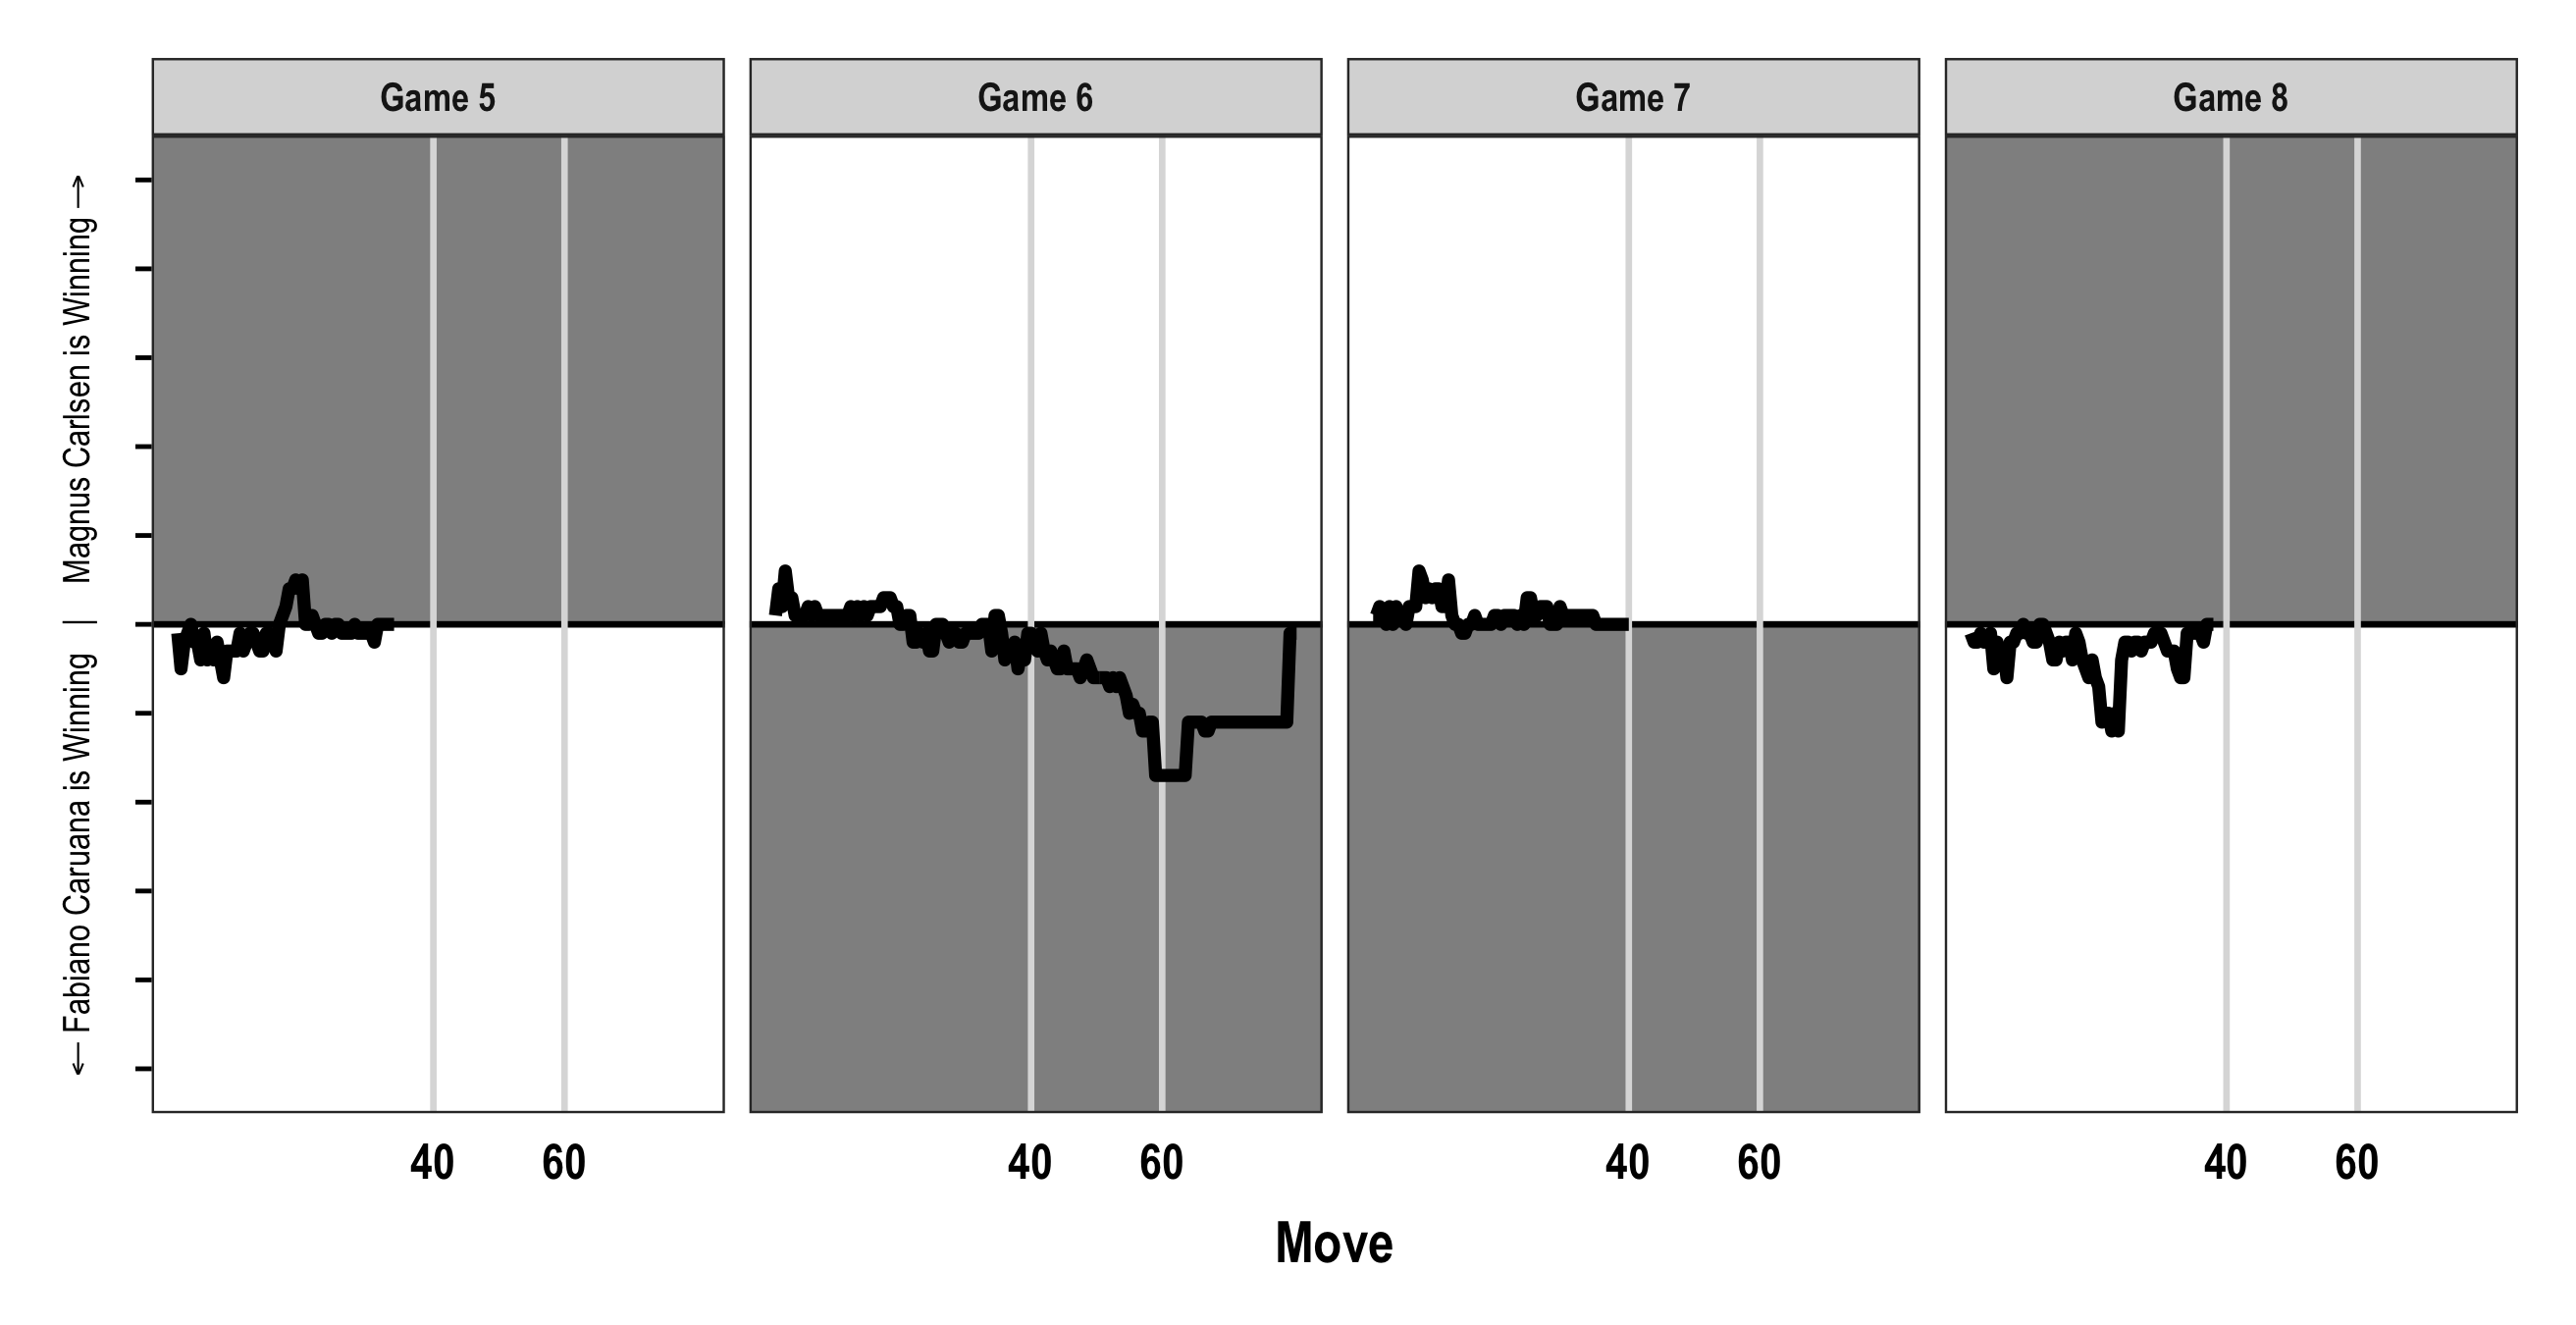 Game 5
Game 6
Game 7
Game 8
← Fabiano Caruana is Winning | Magnus Carlsen is Winning →
40 60
40 60
40 60
40 60
Move